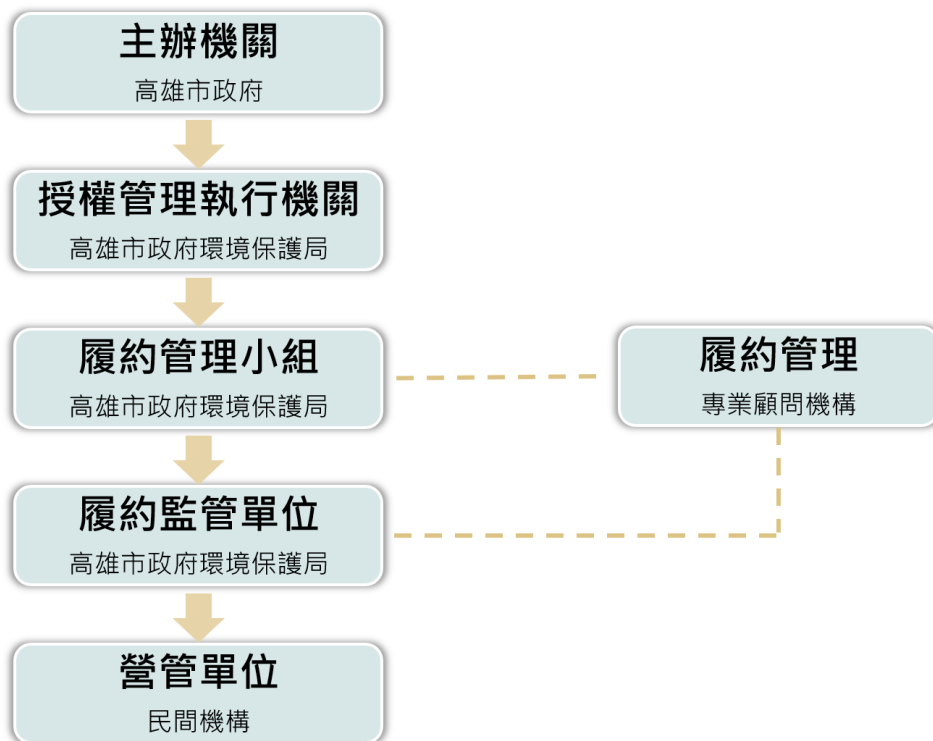 主辦機關
高雄市政府
授權管理執行機關
高雄市政府環境保護局
履約管理小組
高雄市政府環境保護局
履約管理
專業顧問機構
履約監管單位
高雄市政府環境保護局
營管單位
民間機構